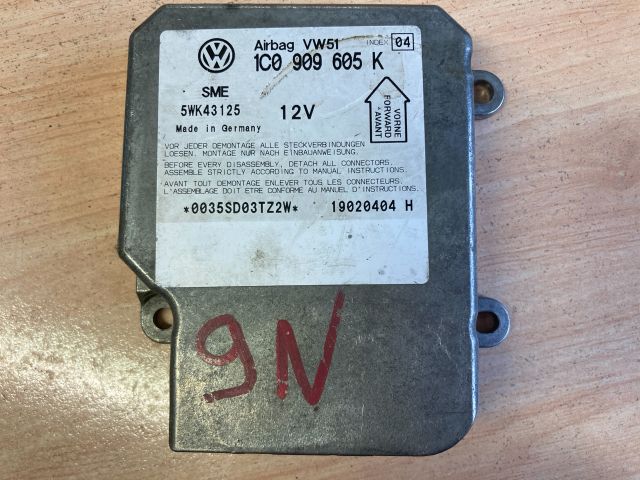 Airbag VW51 INDEX 04
1C0 909 605 K
SME
5WK43125 12V
Made in Germany
VORNE
FORWARD
AVANT
VOR JEDER DEMONTAGE ALLE STECKVERBINDUNGEN
LOESEN. MONTAGE NUR NACH EINBAUANWEISUNG.
BEFORE EVERY DISASSEMBLY, DETACH ALL CONNECTORS.
ASSEMBLE STRICTLY ACCORDING TO MANUAL INSTRUCTIONS.
AVANT TOUT DEMONTAGE ENLEVER TOUS LES CONNECTEURS.
L'ASSEMBLAGE DOIT ETRE CONFORME AU MANUEL D'INSTRUCTIONS.
*0035SD03TZ2W* 19020404 H
9N